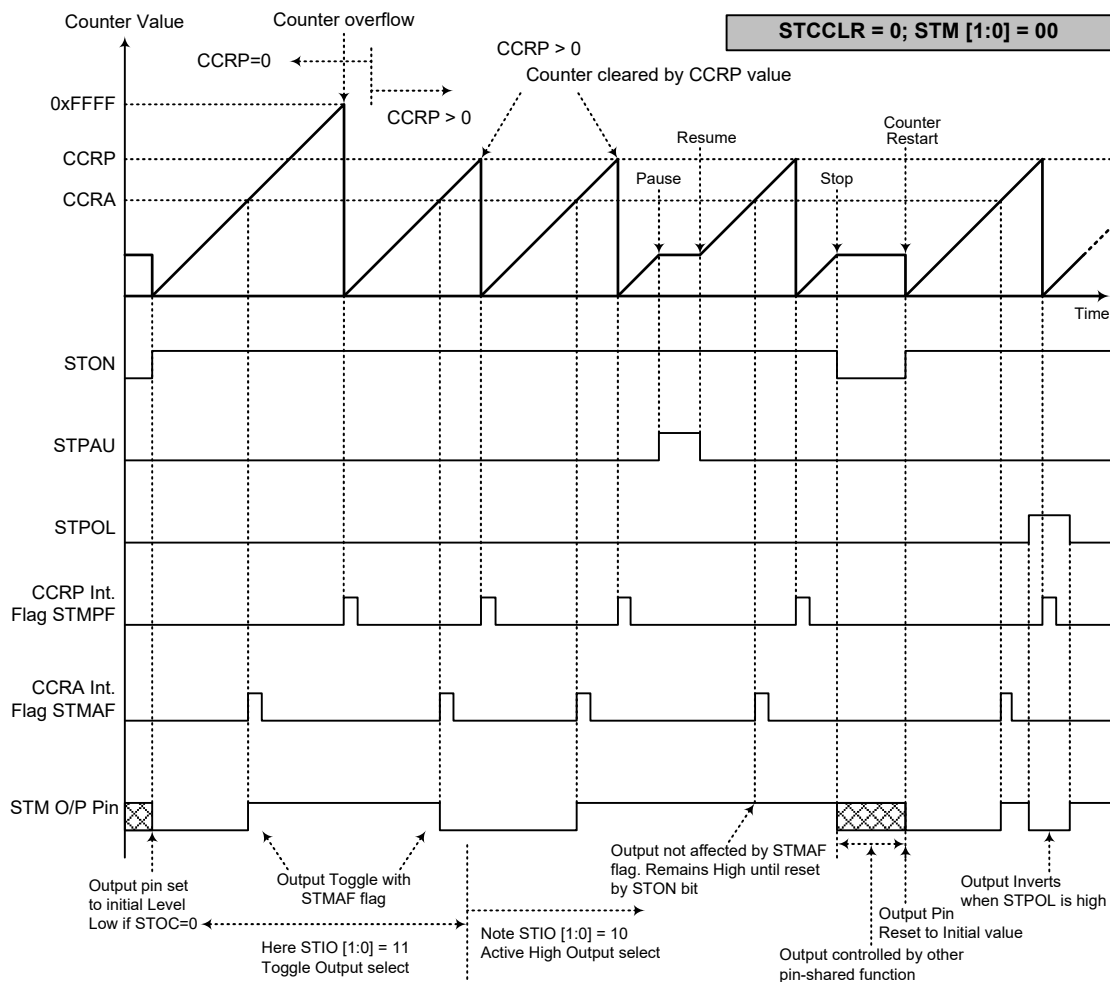 Counter Value
Counter overflow
STCCLR = 0; STM [1:0] = 00
CCRP=0
CCRP > 0
CCRP > 0
Counter cleared by CCRP value
0xFFFF
CCRP
CCRA
Pause
Resume
Stop
Counter
Restart
Time
STON
STPAU
STPOL
CCRP Int.
Flag STMPF
CCRA Int.
Flag STMAF
STM O/P Pin
Output pin set
to initial Level
Low if STOC=0
Output Toggle with
STMAF flag
Here STIO [1:0] = 11
Toggle Output select
Note STIO [1:0] = 10
Active High Output select
Output not affected by STMAF
flag. Remains High until reset
by STON bit
Output controlled by other
pin-shared function
Output Pin
Reset to Initial value
Output Inverts
when STPOL is high